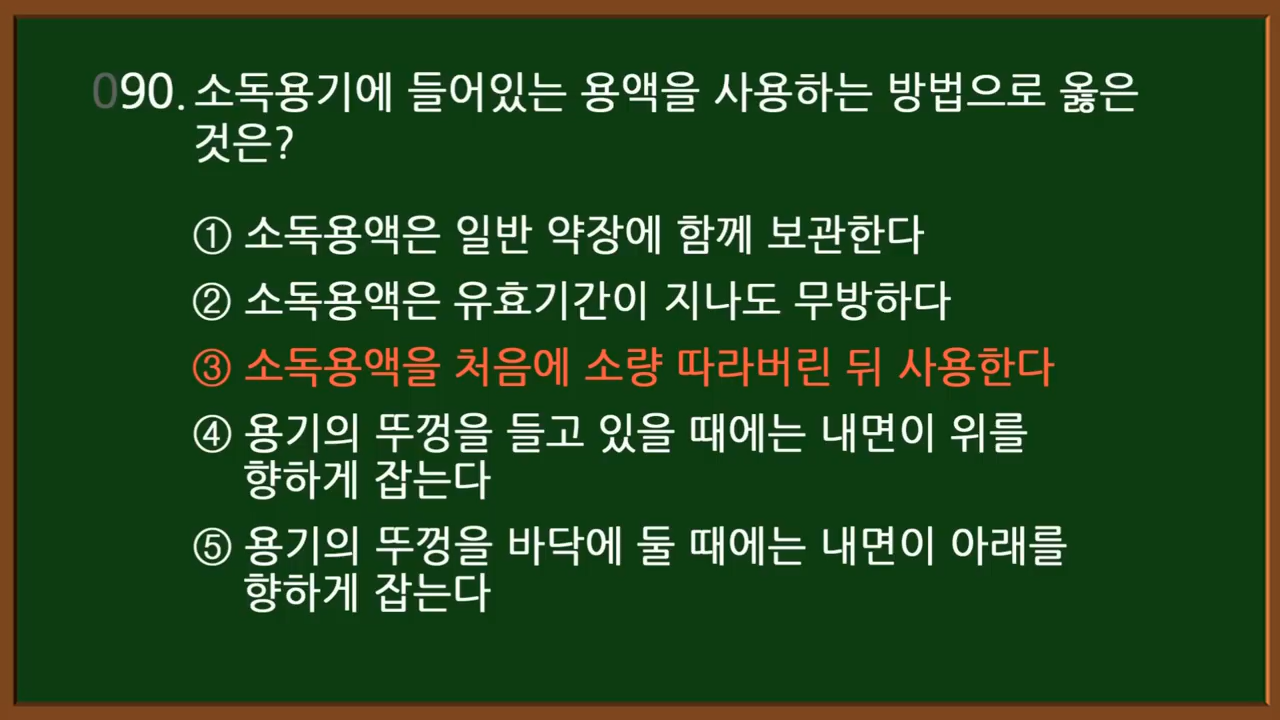 090. 소독용기에 들어있는 용액을 사용하는 방법으로 옳은
것은?
① 소독용액은 일반 약장에 함께 보관한다
② 소독용액은 유효기간이 지나도 무방하다
③ 소독용액을 처음에 소량 따라버린 뒤 사용한다
④ 용기의 뚜껑을 들고 있을 때에는 내면이 위를
향하게 잡는다
⑤ 용기의 뚜껑을 바닥에 둘 때에는 내면이 아래를
향하게 잡는다